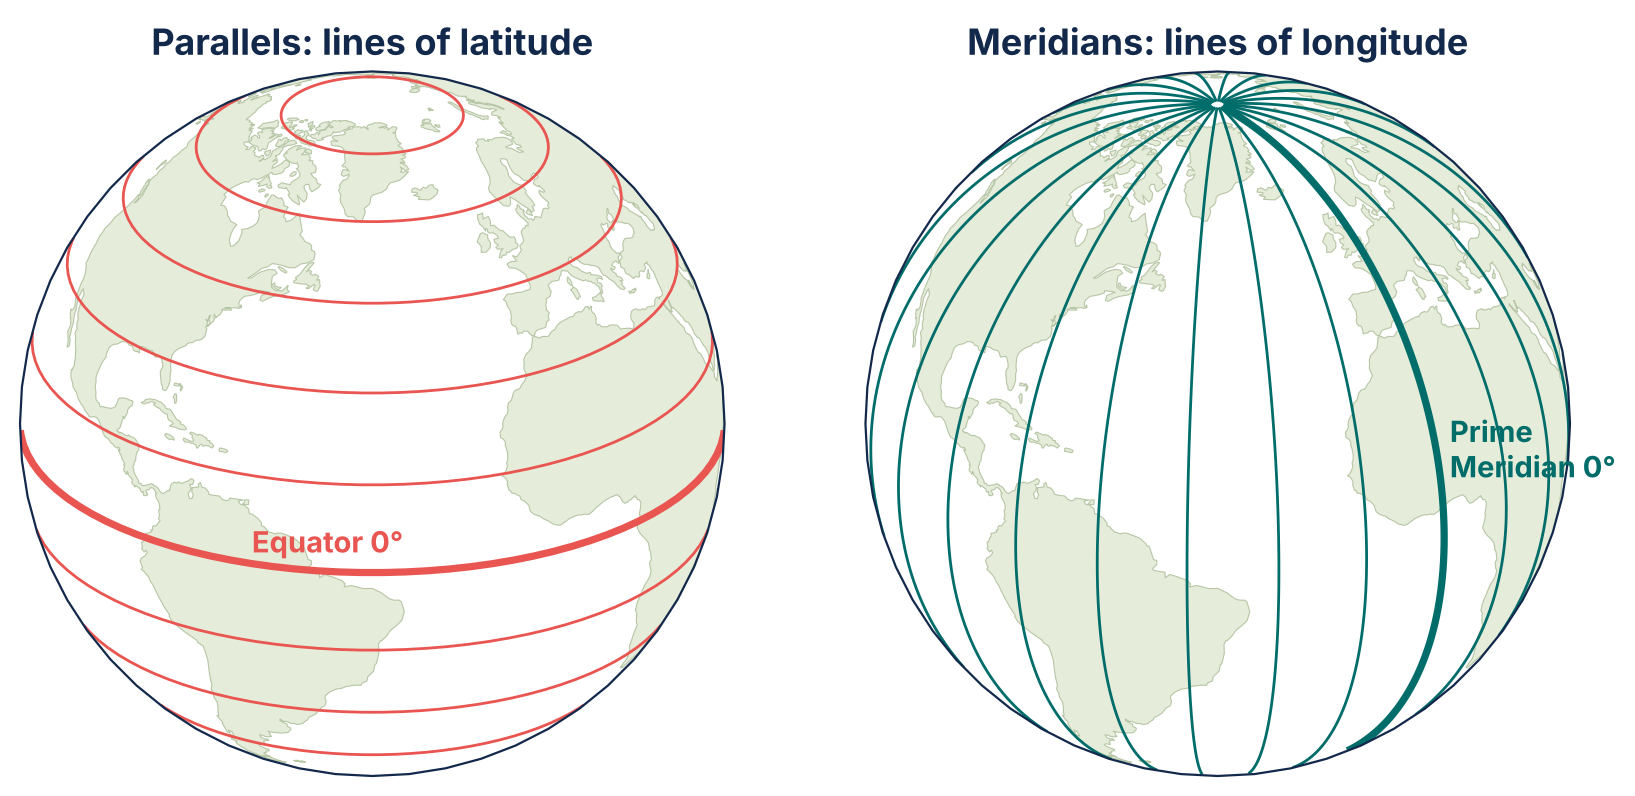 Parallels: lines of latitude
Meridians: lines of longitude
Equator 0°
Prime
Meridian 0°